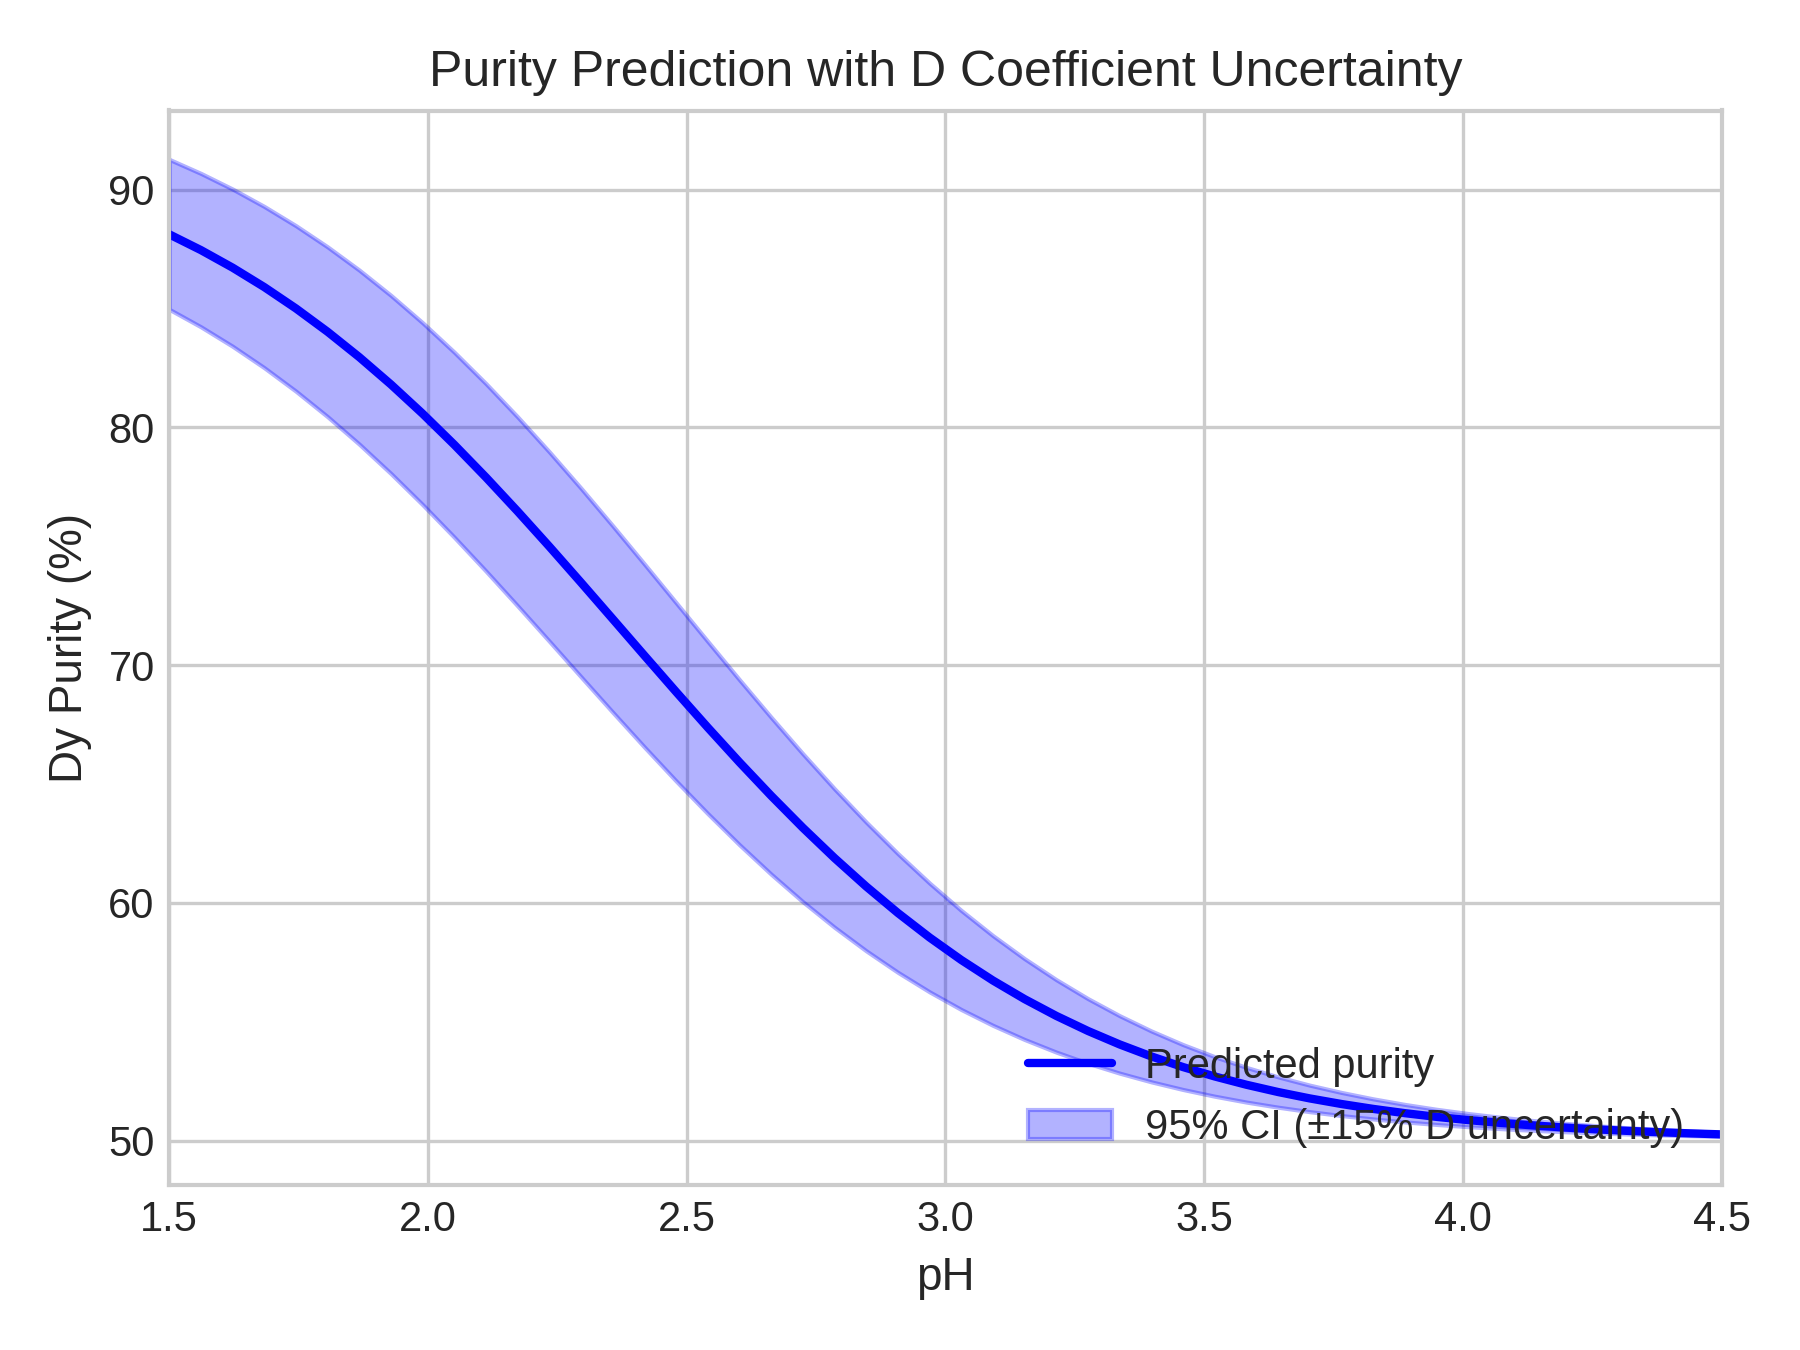 Purity Prediction with D Coefficient Uncertainty
Dy Purity (%)
90
80
70
60
50
1.5 2.0 2.5 3.0 3.5 4.0 4.5
pH
Predicted purity
95% CI (±15% D uncertainty)